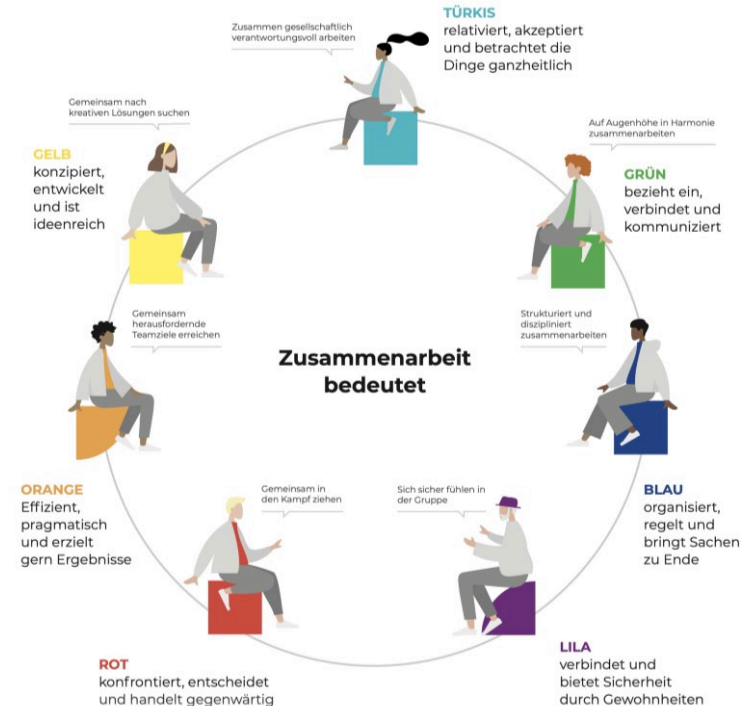 Zusammen gesellschaftlich
verantwortungsvoll arbeiten
TÜRKIS
relativiert, akzeptiert
und betrachtet die
Dinge ganzheitlich
Gemeinsam nach
kreativen Lösungen suchen
GELB
konzipiert,
entwickelt
und ist
ideenreich
Auf Augenhöhe in Harmonie
zusammenarbeiten
GRÜN
bezieht ein,
verbindet und
kommuniziert
Gemeinsam
herausfordernde
Teamziele erreichen
Strukturiert und
diszipliniert
zusammenarbeiten
Zusammenarbeit
bedeutet
ORANGE
Effizient,
pragmatisch
und erzielt
gern Ergebnisse
Gemeinsam in
den Kampf ziehen
Sich sicher fühlen in
der Gruppe
BLAU
organisiert,
regelt und
bringt Sachen
zu Ende
ROT
konfrontiert, entscheidet
und handelt gegenwärtig
LILA
verbindet und
bietet Sicherheit
durch Gewohnheiten